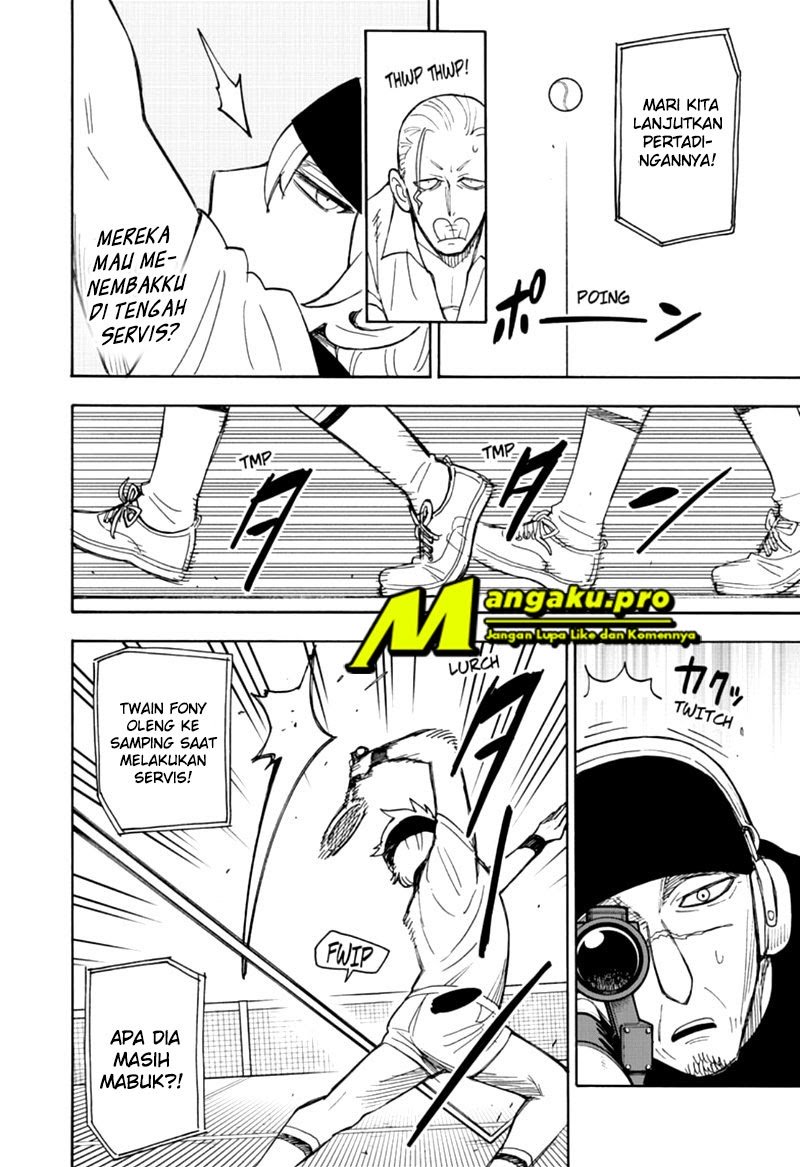 MARI KITA
LANJUTKAN
PERTADI-
NGANNYA!
THWP THWP!
ポーン
POING
MEREKA
MAU ME-
NEMBAKKU
DI TENGAH
SERVIS?
TMP
タ
TMP
タ
Mangaku.pro
Jangan Lupa Like dan Komennya
カクッ
TWITCH
LURCH
タ
TWAIN FONY
OLENG KE
SAMPING SAAT
MELAKUKAN
SERVIS!
FWIP
APA DIA
MASIH
MABUK?!